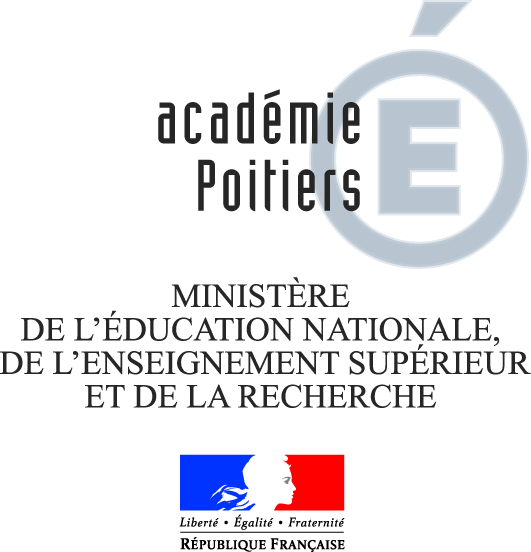 académie
Poitiers
É
MINISTÈRE
DE L’ÉDUCATION NATIONALE,
DE L’ENSEIGNEMENT SUPÉRIEUR
ET DE LA RECHERCHE
Liberté • Égalité • Fraternité
RÉPUBLIQUE FRANÇAISE